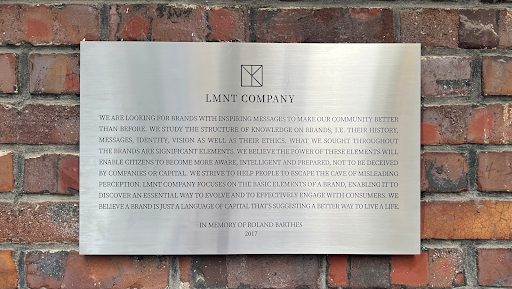 LMNT COMPANY
WE ARE LOOKING FOR BRANDS WITH INSPIRING MESSAGES TO MAKE OUR COMMUNITY BETTER
THAN BEFORE. WE STUDY THE STRUCTURE OF KNOWLEDGE ON BRANDS, I.E. THEIR HISTORY,
MESSAGES, IDENTITY, VISION AS WELL AS THEIR ETHICS. WHAT WE SOUGHT THROUGHOUT
THE BRANDS ARE SIGNIFICANT ELEMENTS. WE BELIEVE THE POWER OF THESE ELEMENTS WILL
ENABLE CITIZENS TO BECOME MORE AWARE, INTELLIGENT AND PREPARED, NOT TO BE DECEIVED
BY COMPANIES OR CAPITAL. WE STRIVE TO HELP PEOPLE TO ESCAPE THE CAVE OF MISLEADING
PERCEPTION. LMNT COMPANY FOCUSES ON THE BASIC ELEMENTS OF A BRAND, ENABLING IT TO
DISCOVER AN ESSENTIAL WAY TO EVOLVE AND TO EFFECTIVELY ENGAGE WITH CONSUMERS. WE
BELIEVE A BRAND IS JUST A LANGUAGE OF CAPITAL THAT'S SUGGESTING A BETTER WAY TO LIVE A LIFE.
IN MEMORY OF ROLAND BARTHES
2017